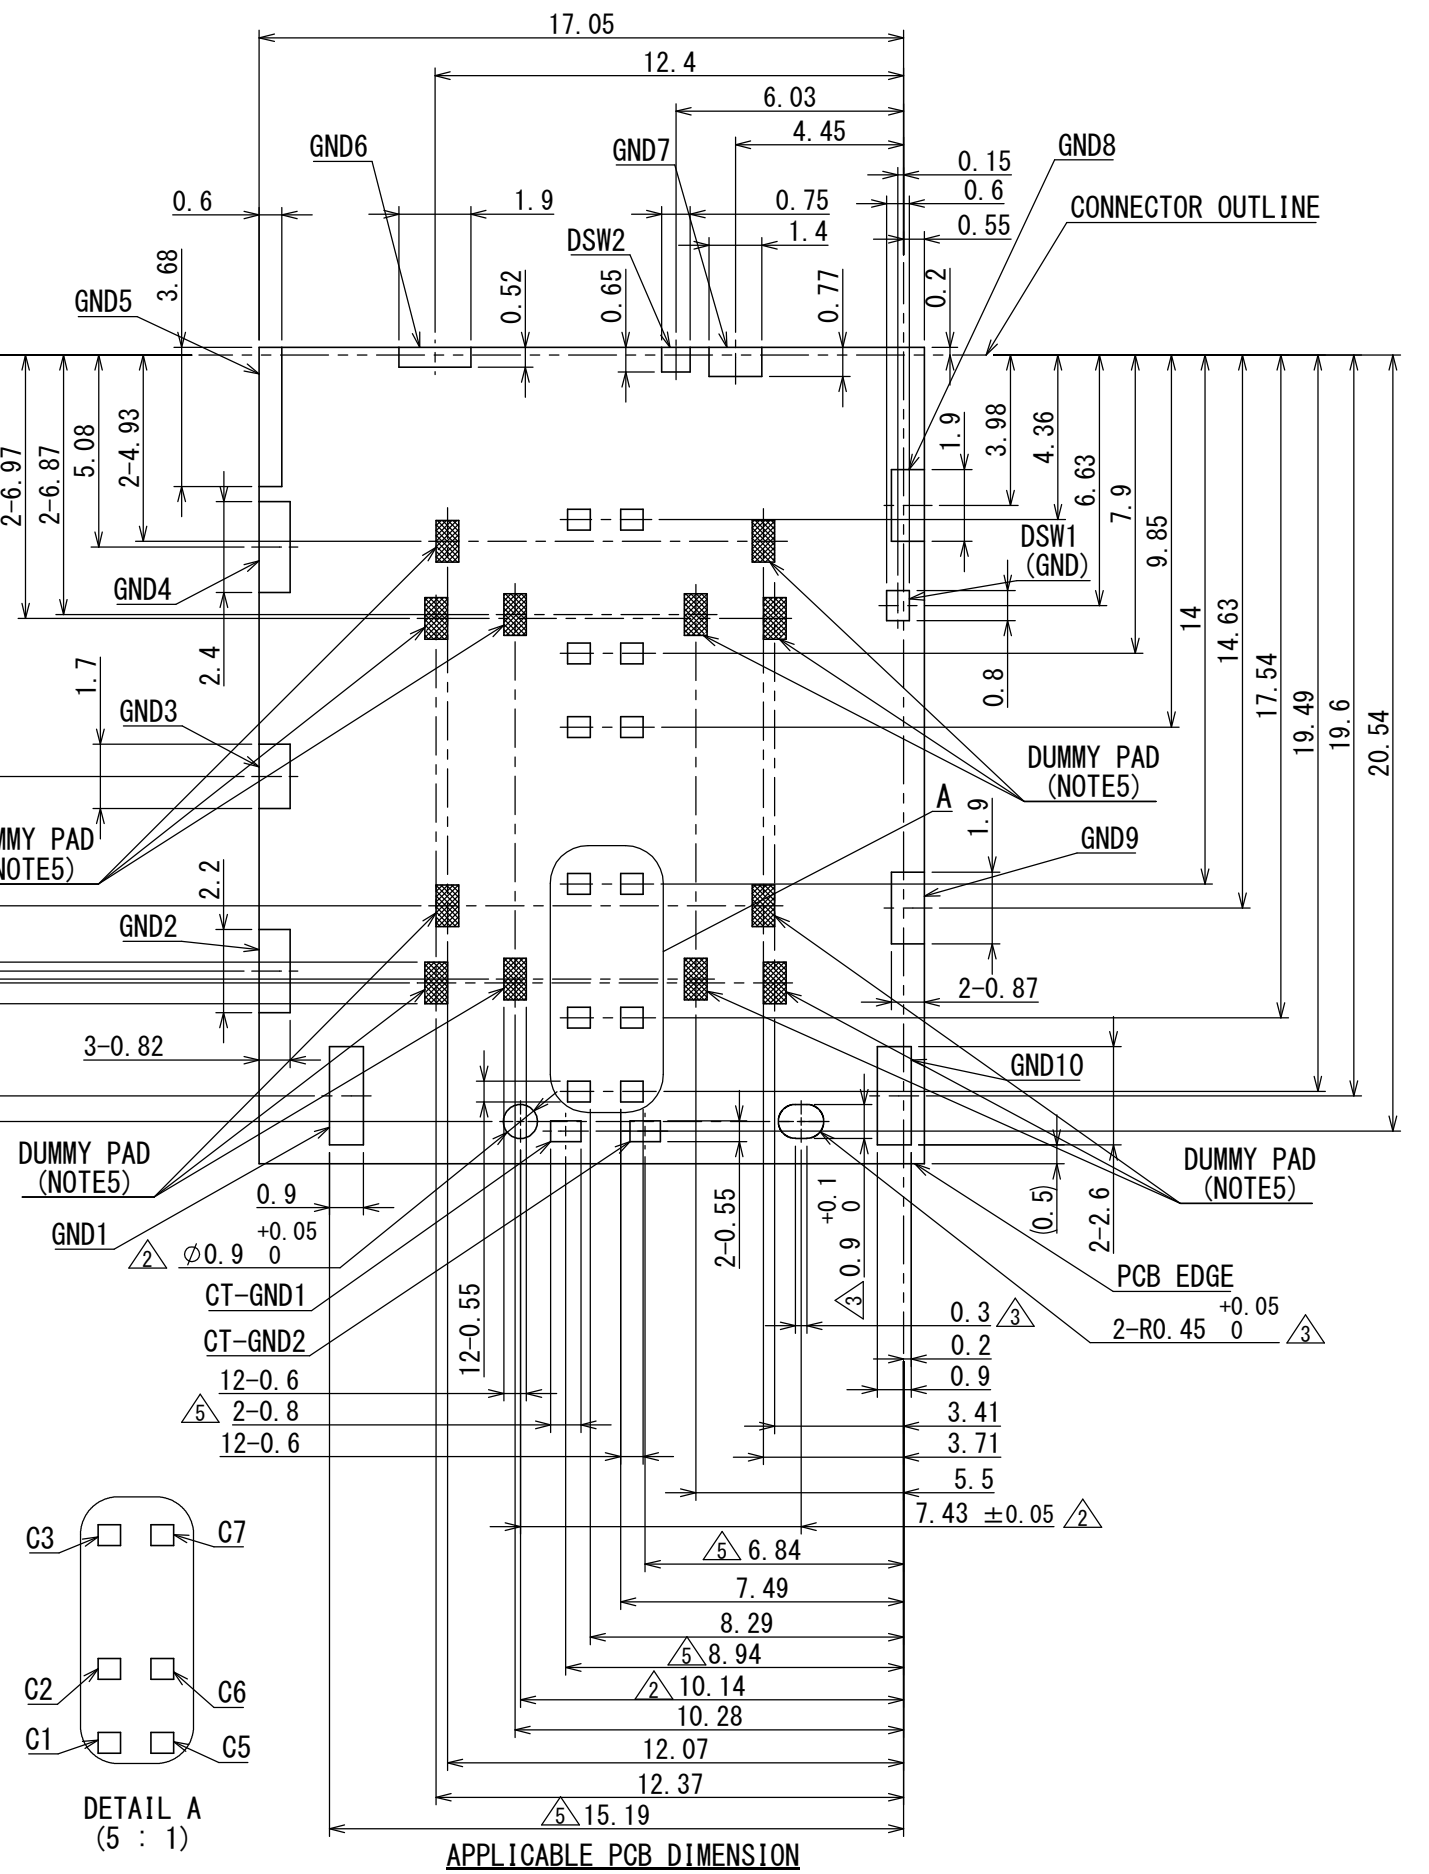 17.05
12.4
6.03
4.45
GND6
GND7
GND8
0.15
0.6
1.9
0.75
0.6
CONNECTOR OUTLINE
DSW2
1.4
0.55
3.68
GND5
0.52
0.65
0.77
0.2
2-6.97
2-6.87
5.08
2-4.93
1.9
3.98
4.36
6.63
7.9
9.85
14
14.63
17.54
19.49
19.6
20.54
DSW1
(GND)
GND4
2.4
0.8
1.7
GND3
DUMMY PAD
(NOTE5)
A
MMY PAD
NOTE5)
1.9
GND9
2.2
GND2
2-0.87
3-0.82
GND10
DUMMY PAD
(NOTE5)
DUMMY PAD
(NOTE5)
0.9
GND1
2 ∅0.9 +0.05 0
2-0.55
+0.1 0
3 0.9
(0.5)
2-2.6
PCB EDGE
CT-GND1
12-0.55
0.3 3
2-R0.45 +0.05 0 3
CT-GND2
0.2
12-0.6
0.9
5 2-0.8
3.41
12-0.6
3.71
5.5
7.43 ±0.05 2
5 6.84
7.49
8.29
5 8.94
2 10.14
10.28
12.07
12.37
5 15.19
C3
C7
C2
C6
C1
C5
DETAIL A
(5 : 1)
APPLICABLE PCB DIMENSION